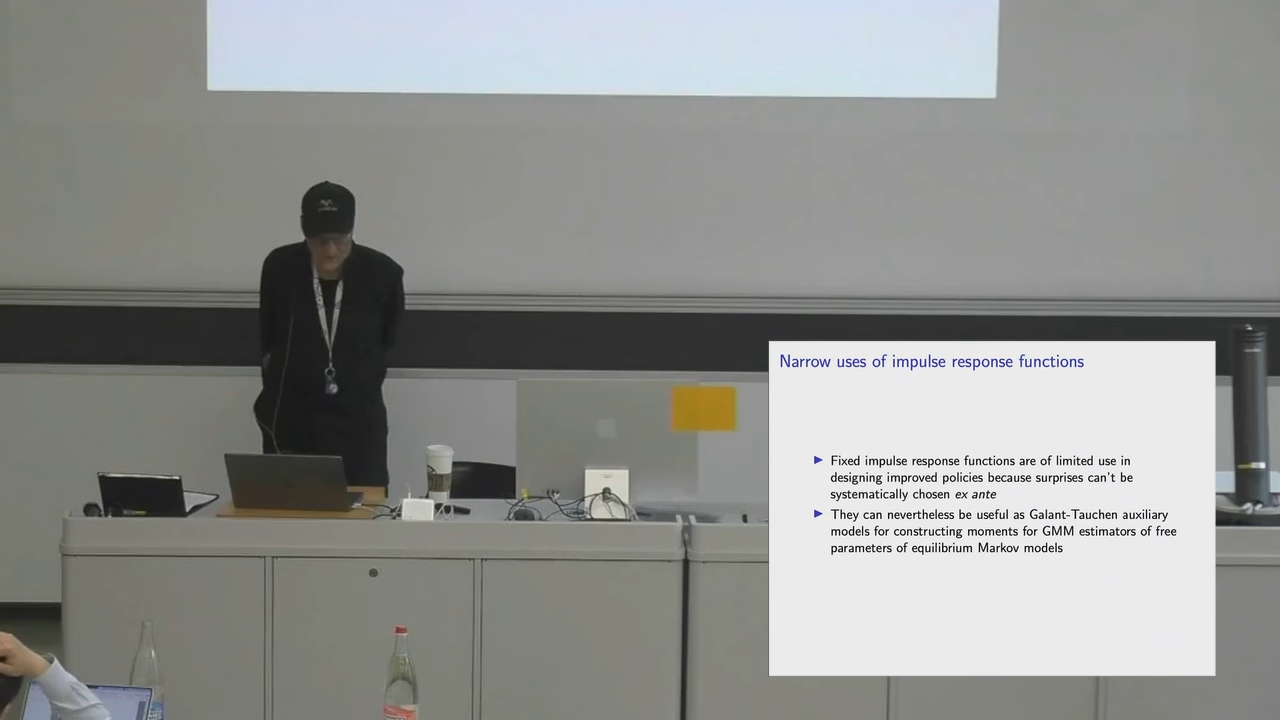 Narrow uses of impulse response functions
▶ Fixed impulse response functions are of limited use in
designing improved policies because surprises can't be
systematically chosen ex ante
▶ They can nevertheless be useful as Galant-Tauchen auxiliary
models for constructing moments for GMM estimators of free
parameters of equilibrium Markov models